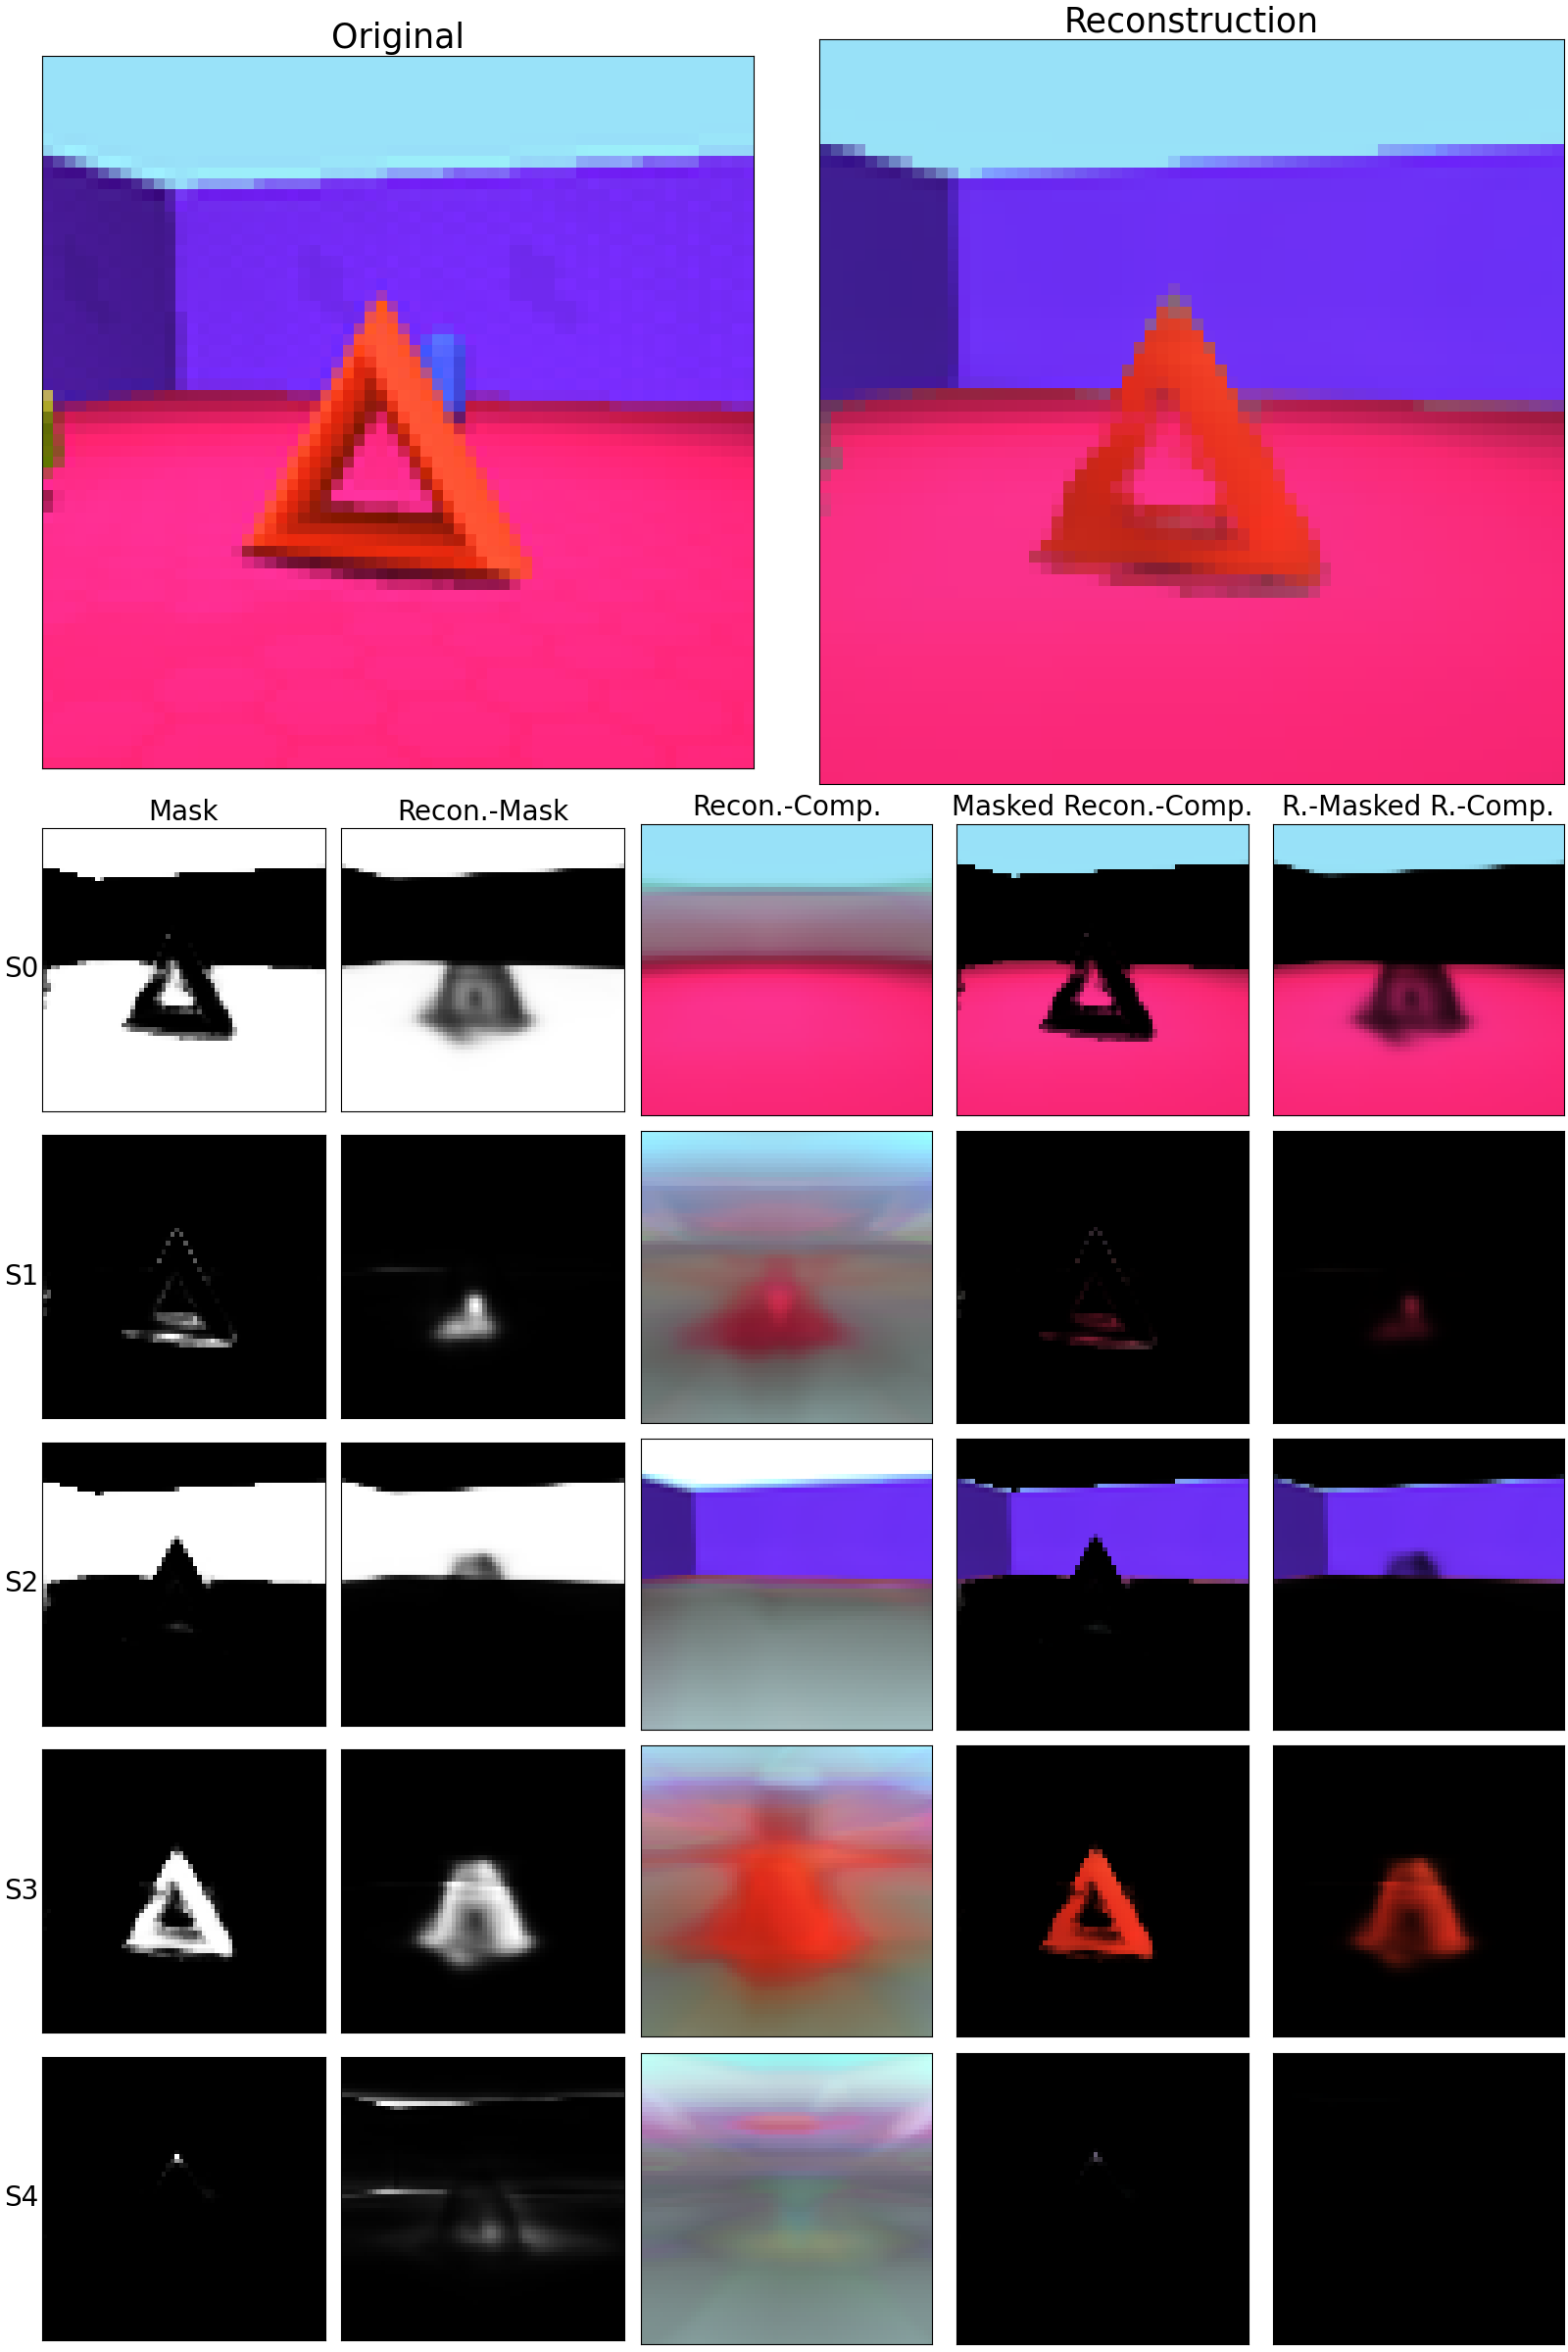 Original
Reconstruction
Mask
Recon.-Mask
Recon.-Comp.
Masked Recon.-Comp.
R.-Masked R.-Comp.
S0
S1
S2
S3
S4